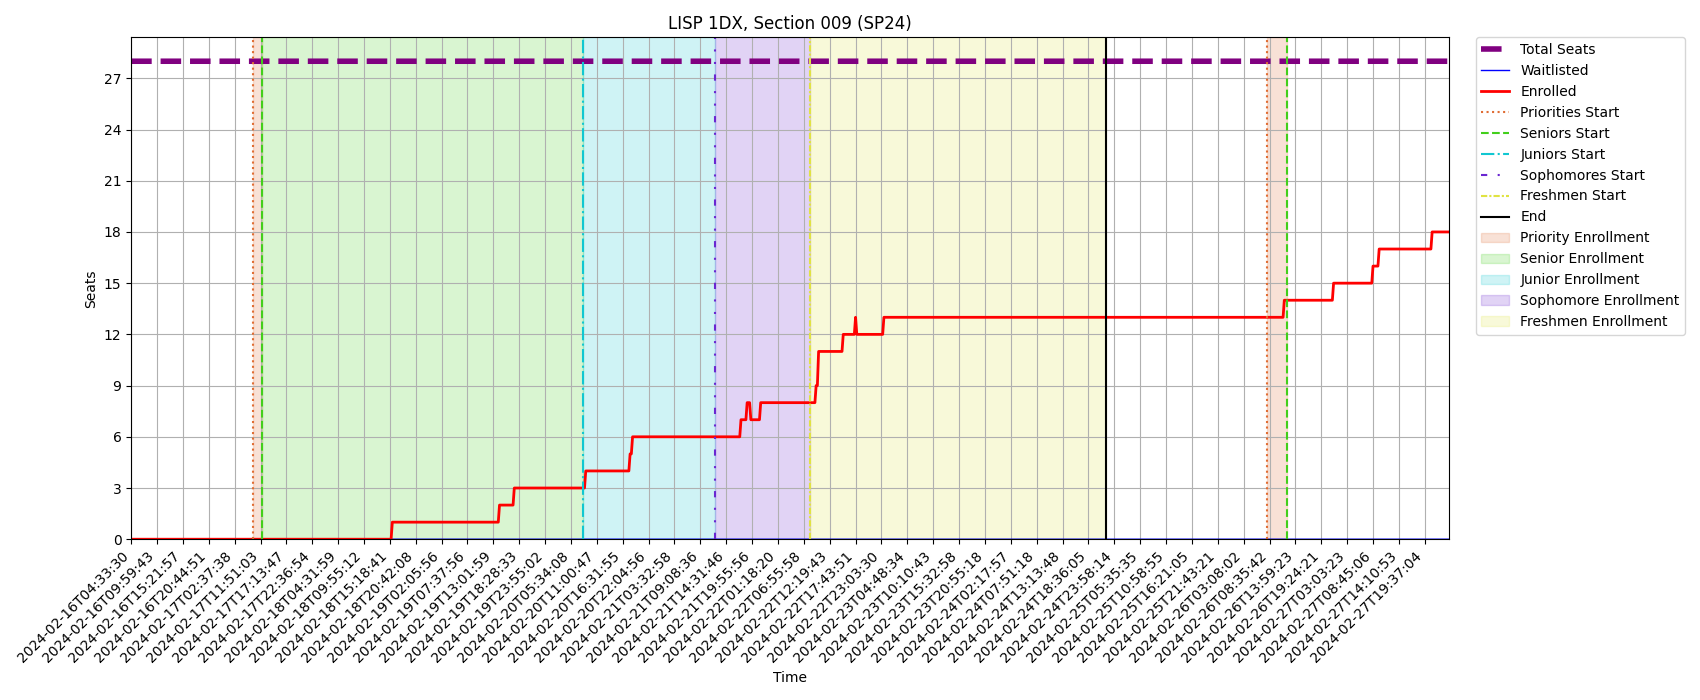 LISP 1DX, Section 009 (SP24)
Seats
27
24
21
18
15
12
9
6
3
0
2024-02-16T04:33:30
2024-02-16T09:59:43
2024-02-16T15:21:57
2024-02-16T20:44:51
2024-02-17T02:37:38
2024-02-17T11:51:03
2024-02-17T17:13:47
2024-02-17T22:36:54
2024-02-18T04:31:59
2024-02-18T09:55:12
2024-02-18T15:18:41
2024-02-18T20:42:08
2024-02-19T02:05:56
2024-02-19T07:37:56
2024-02-19T13:01:59
2024-02-19T18:28:33
2024-02-19T23:55:02
2024-02-20T05:34:08
2024-02-20T11:00:47
2024-02-20T16:31:55
2024-02-20T22:04:56
2024-02-21T03:32:58
2024-02-21T09:08:36
2024-02-21T14:31:46
2024-02-21T19:55:56
2024-02-22T01:18:20
2024-02-22T06:55:58
2024-02-22T12:19:43
2024-02-22T17:43:51
2024-02-22T23:03:30
2024-02-23T04:48:34
2024-02-23T10:10:43
2024-02-23T15:32:58
2024-02-23T20:55:18
2024-02-24T02:17:57
2024-02-24T07:51:18
2024-02-24T13:13:48
2024-02-24T18:36:05
2024-02-24T23:58:14
2024-02-25T05:35:35
2024-02-25T10:58:55
2024-02-25T16:21:05
2024-02-25T21:43:21
2024-02-26T03:08:02
2024-02-26T08:35:42
2024-02-26T13:59:23
2024-02-26T19:24:21
2024-02-27T03:03:23
2024-02-27T08:45:06
2024-02-27T14:10:53
2024-02-27T19:37:04
Time
Total Seats
Waitlisted
Enrolled
Priorities Start
Seniors Start
Juniors Start
Sophomores Start
Freshmen Start
End
Priority Enrollment
Senior Enrollment
Junior Enrollment
Sophomore Enrollment
Freshmen Enrollment